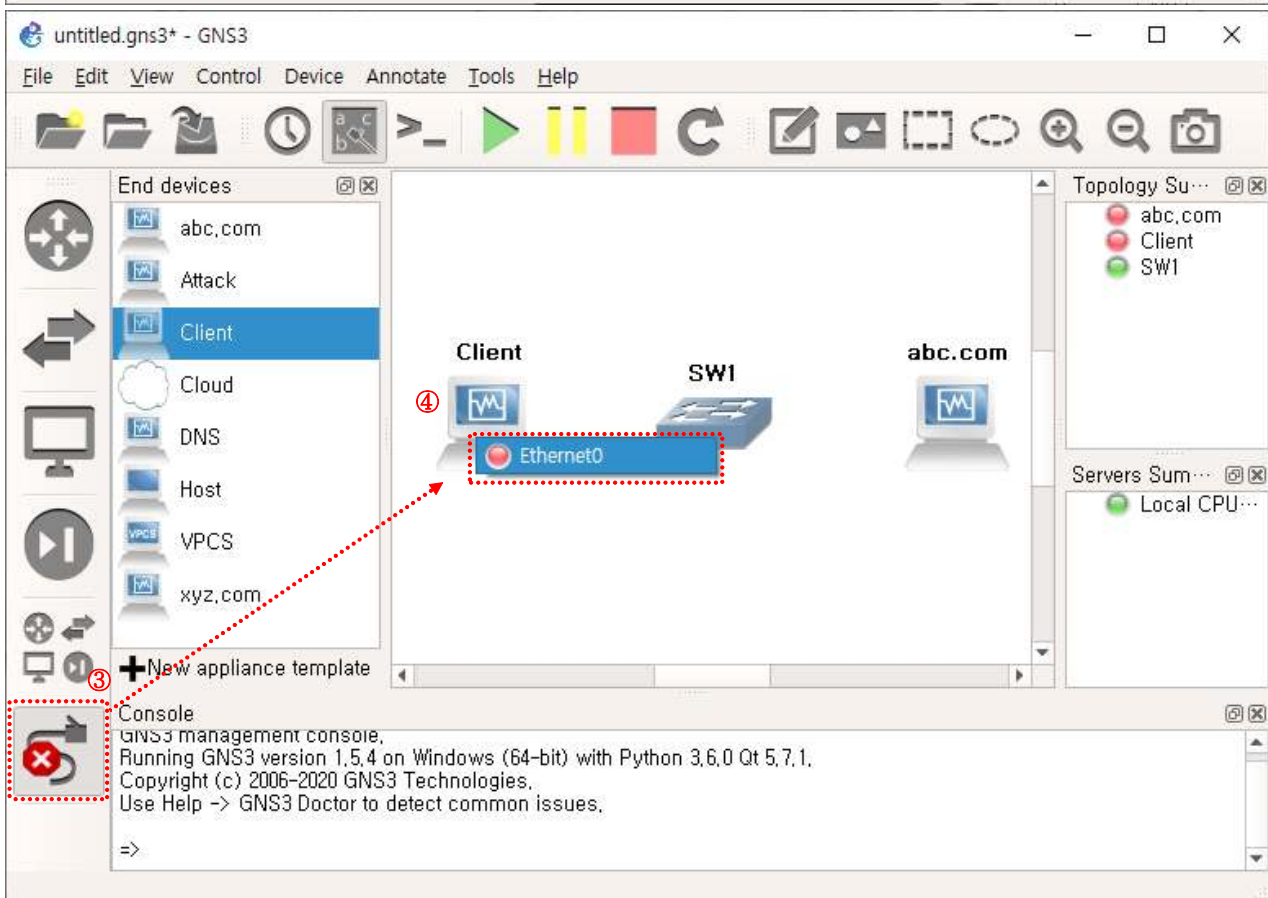 untitled.gns3* - GNS3
File Edit View Control Device Annotate Tools Help
a c
b
>_
End devices
abc,com
Attack
Client
Cloud
DNS
Host
VPCS
VPCS
xyz,com
New appliance template
Client
SW1
abc.com
④
Ethernet0
③
Topology Su…
abc,com
Client
SW1
Servers Sum…
Local CPU…
Console
GNS3 management console,
Running GNS3 version 1,5,4 on Windows (64-bit) with Python 3,6,0 Qt 5,7,1,
Copyright (c) 2006-2020 GNS3 Technologies,
Use Help -> GNS3 Doctor to detect common issues,
=>